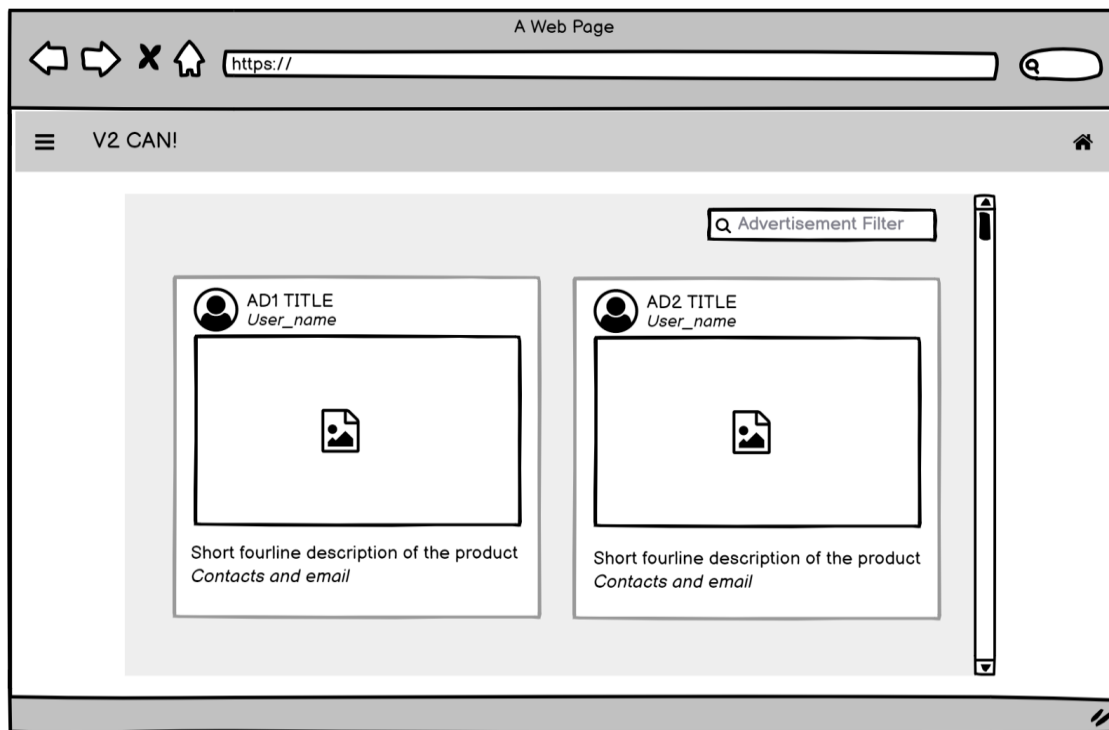 A Web Page
https://
V2 CAN!
Advertisement Filter
AD1 TITLE
User_name
Short fourline description of the product
Contacts and email
AD2 TITLE
User_name
Short fourline description of the product
Contacts and email